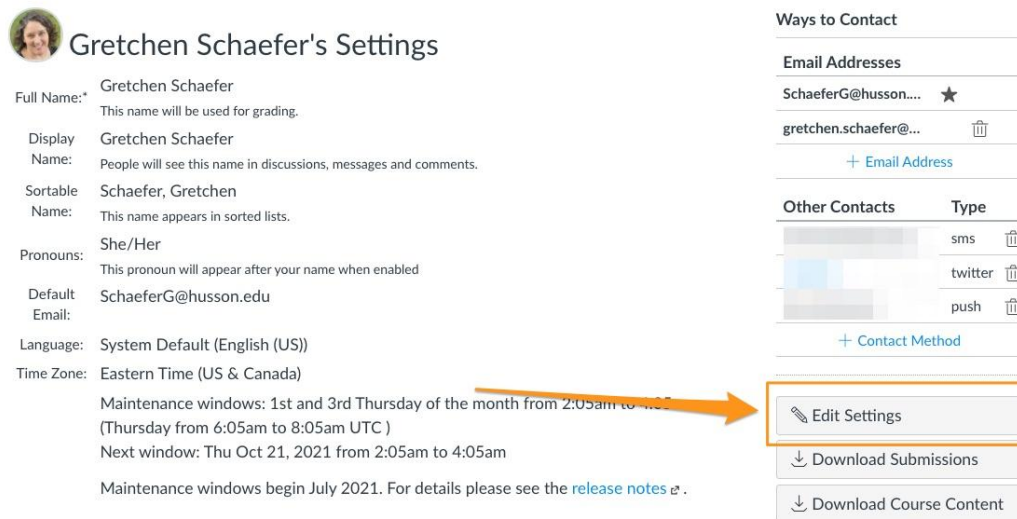 Gretchen Schaefer's Settings
Full Name:* Gretchen Schaefer
This name will be used for grading.
Display Name: Gretchen Schaefer
People will see this name in discussions, messages and comments.
Sortable Name: Schaefer, Gretchen
This name appears in sorted lists.
Pronouns: She/Her
This pronoun will appear after your name when enabled
Default Email: SchaeferG@husson.edu
Language: System Default (English (US))
Time Zone: Eastern Time (US & Canada)
Maintenance windows: 1st and 3rd Thursday of the month from 2:05am to
(Thursday from 6:05am to 8:05am UTC )
Next window: Thu Oct 21, 2021 from 2:05am to 4:05am
Maintenance windows begin July 2021. For details please see the release notes .
Ways to Contact
Email Addresses
SchaeferG@husson....
gretchen.schaefer@...
+ Email Address
Other Contacts Type
sms
twitter
push
+ Contact Method
Edit Settings
Download Submissions
Download Course Content